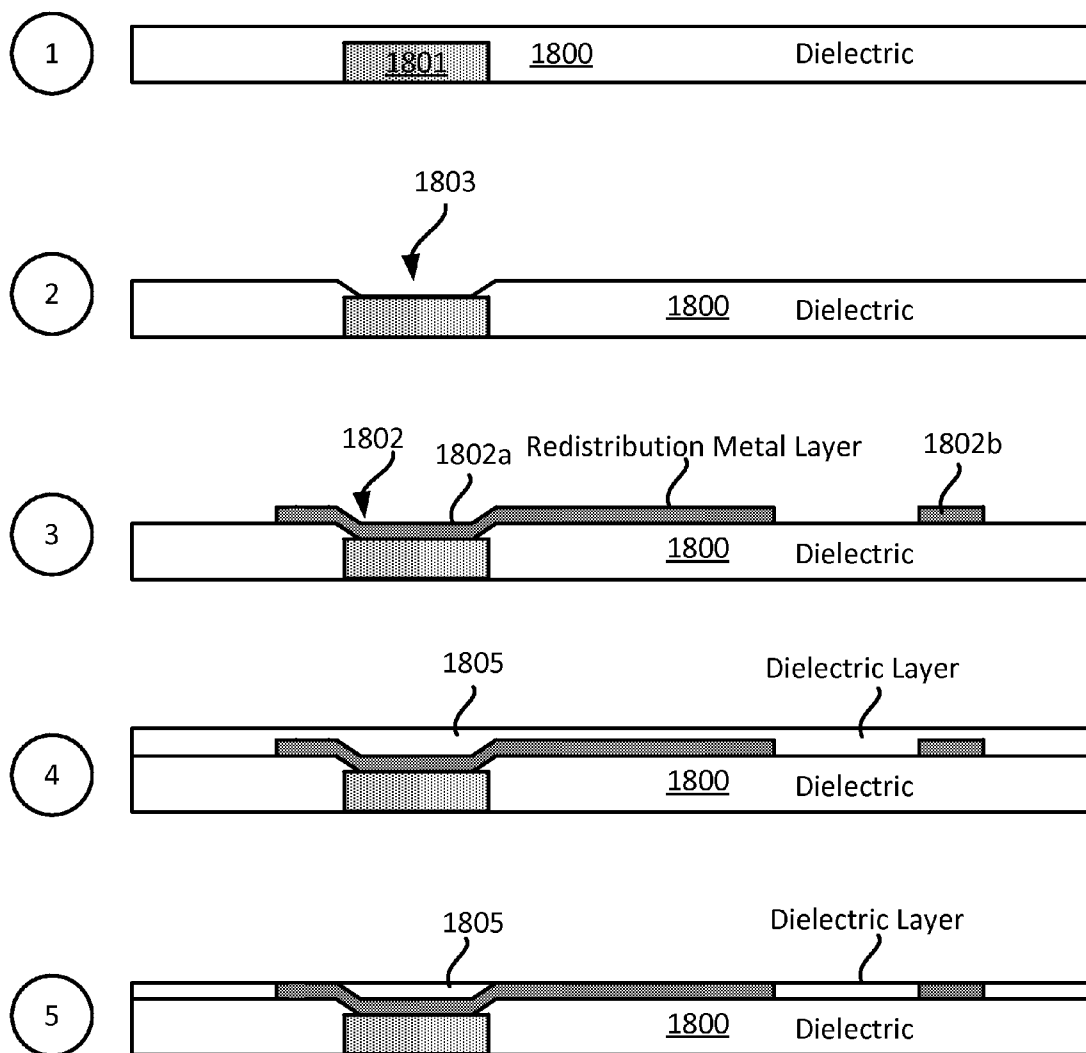 1
1801
1800
Dielectric
1803
2
1800
Dielectric
1802
1802a
Redistribution Metal Layer
1802b
3
1800
Dielectric
1805
Dielectric Layer
4
1800
Dielectric
1805
Dielectric Layer
5
1800
Dielectric